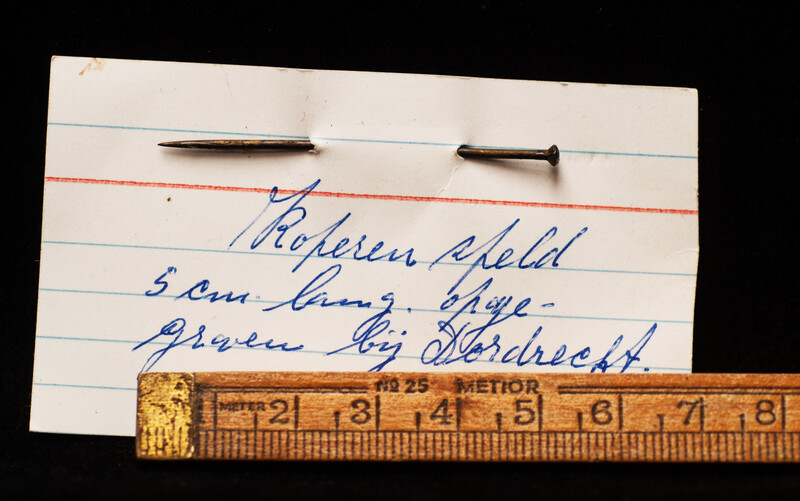 Koperen speld
5 cm lang. opge-
graven bij Dordrecht.
No 25 METIOR
METER 2 3 4 5 6 7 8